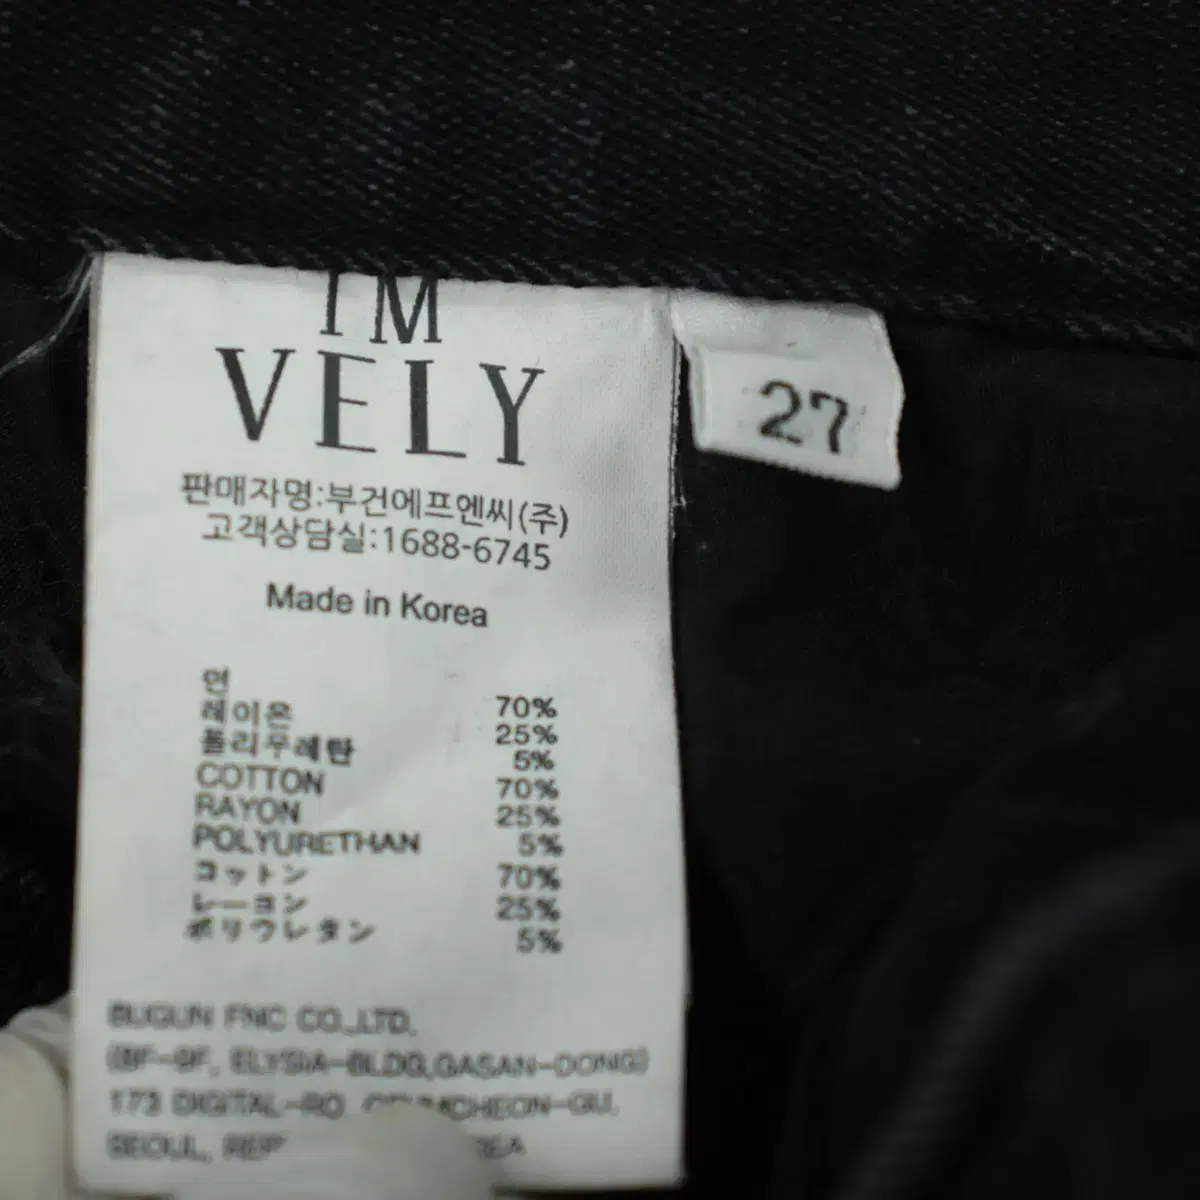 IM
VELY
27
판매자명:부건에프엔씨(주)
고객상담실:1688-6745
Made in Korea
면 70%
레이온 25%
폴리우레탄 5%
COTTON 70%
RAYON 25%
POLYURETHAN 5%
コットン 70%
レーヨン 25%
ポリウレタン 5%
BUGUN FNC CO.,LTD.
ELYSIA-BLDG,GASAN-DONG)
173 DIGITAL-RO
SEOUL,